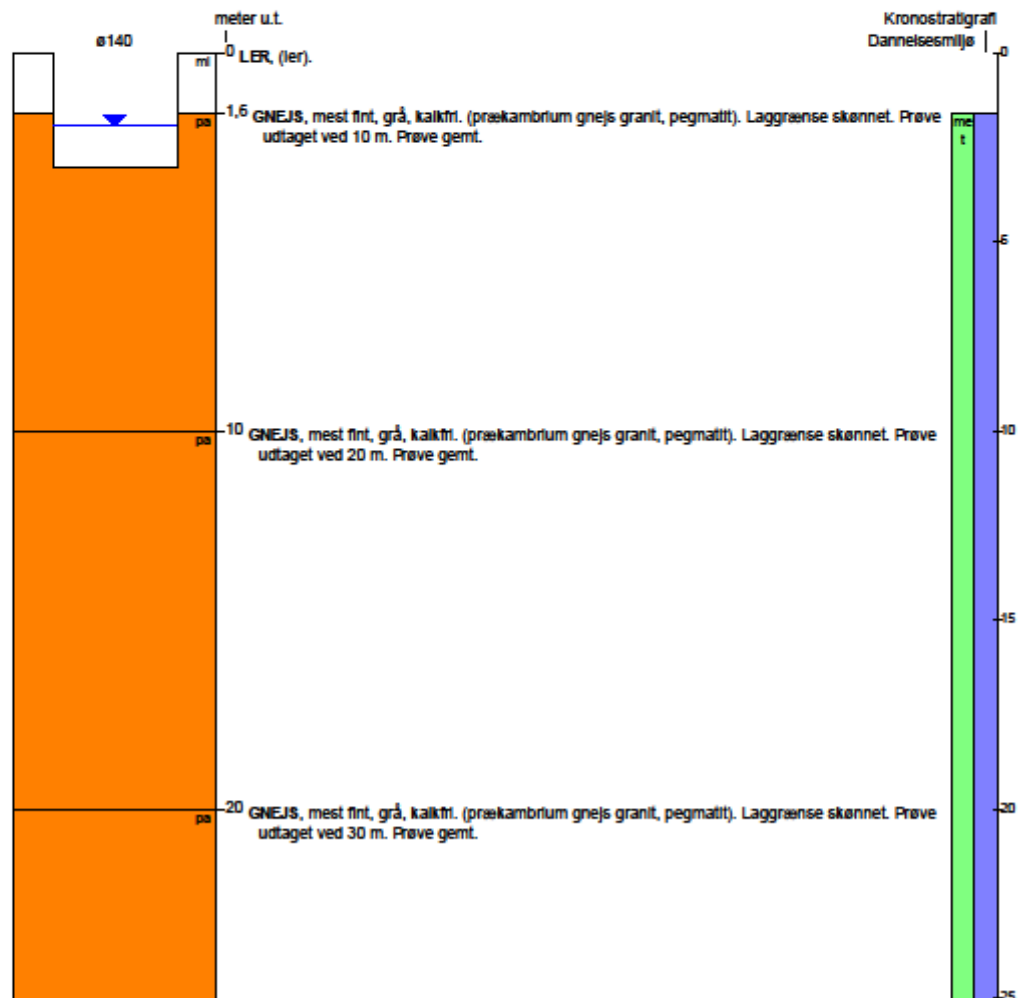 meter u.t.
Kronostratigrafi
ø140
Dannelsesmiljø
0 LER, (ler).
0
ml
1,6 GNEJS, mest fint, grå, kalkfri. (prækambrium gnejs granit, pegmatit). Laggrænse skønnet. Prøve
pa
udtaget ved 10 m. Prøve gemt.
me
t
5
10 GNEJS, mest fint, grå, kalkfri. (prækambrium gnejs granit, pegmatit). Laggrænse skønnet. Prøve
pa
udtaget ved 20 m. Prøve gemt.
10
15
20 GNEJS, mest fint, grå, kalkfri. (prækambrium gnejs granit, pegmatit). Laggrænse skønnet. Prøve
pa
udtaget ved 30 m. Prøve gemt.
20
25